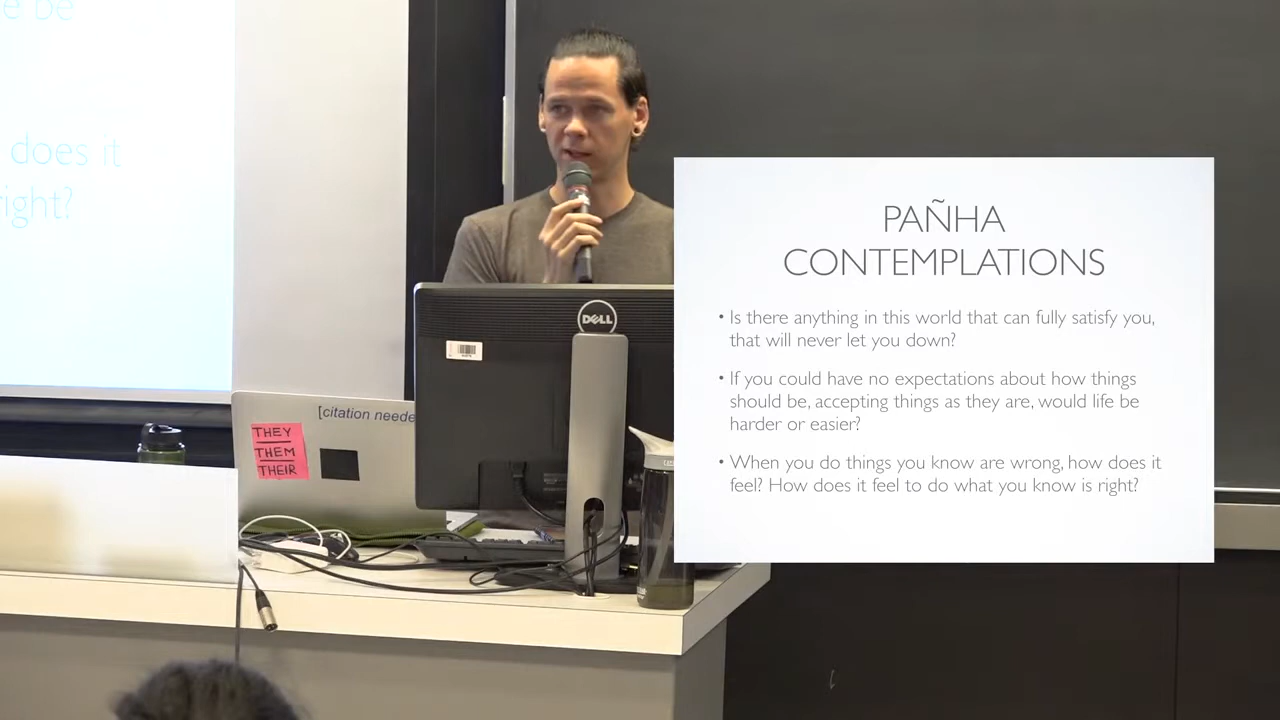 e be
does it
right?
DELL
[citation neede
THEY
THEM
THEIR
PAÑHA
CONTEMPLATIONS
• Is there anything in this world that can fully satisfy you,
that will never let you down?
• If you could have no expectations about how things
should be, accepting things as they are, would life be
harder or easier?
• When you do things you know are wrong, how does it
feel? How does it feel to do what you know is right?